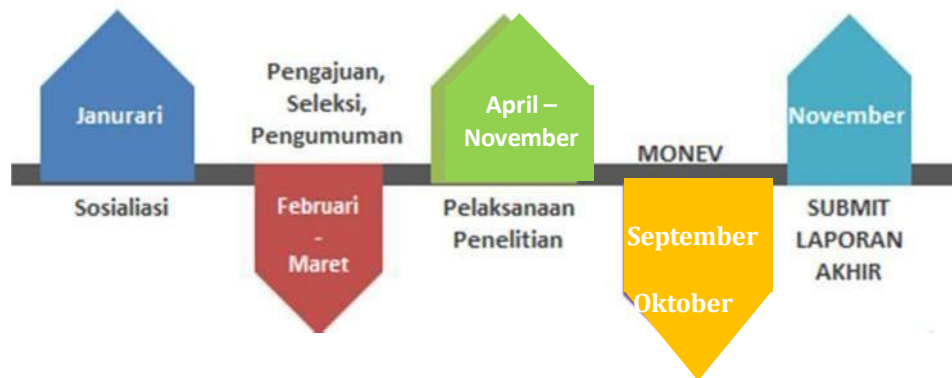 Janurari
Sosialiasi
Pengajuan,
Seleksi,
Pengumuman
Februari
-
Maret
April –
November
Pelaksanaan
Penelitian
MONEV
September
Oktober
November
SUBMIT
LAPORAN
AKHIR